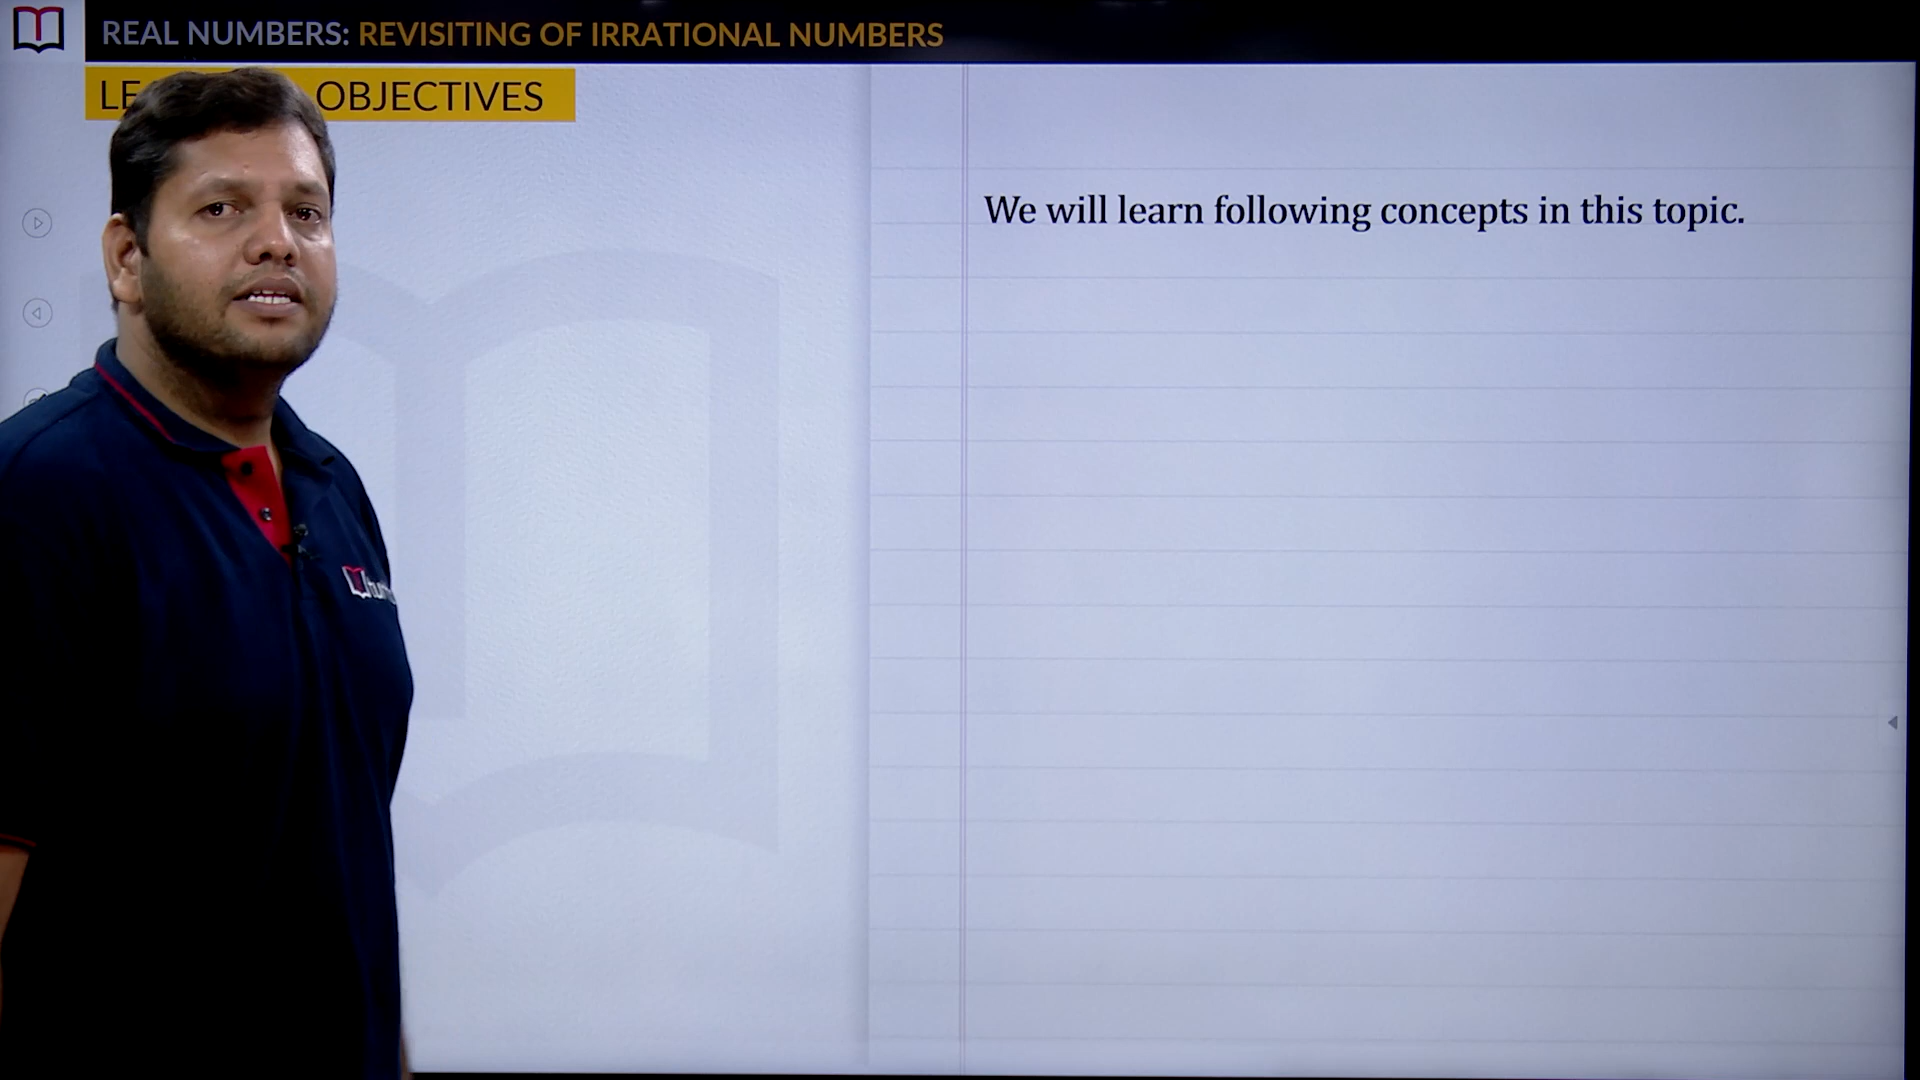 REAL NUMBERS: REVISITING OF IRRATIONAL NUMBERS
OBJECTIVES
We will learn following concepts in this topic.